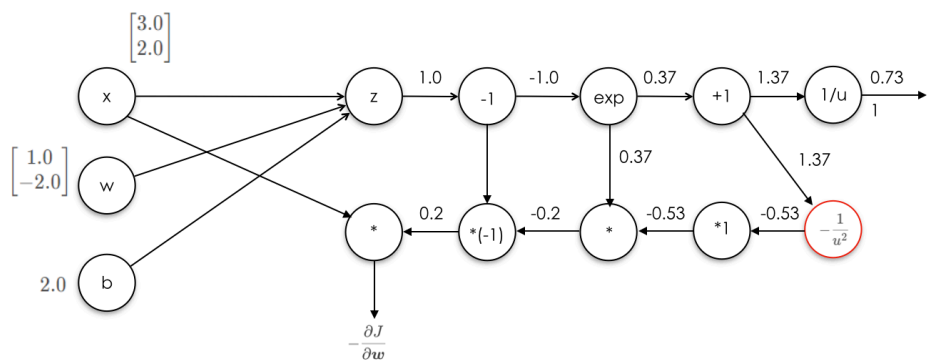 [3.0
2.0]
x
z
1.0
-1
-1.0
exp
0.37
+1
1.37
1/u
0.73
1
[1.0
−2.0]
w
0.37
1.37
*
0.2
*(-1)
-0.2
*
-0.53
*1
-0.53
−1/u²
2.0
b
−∂J/∂w